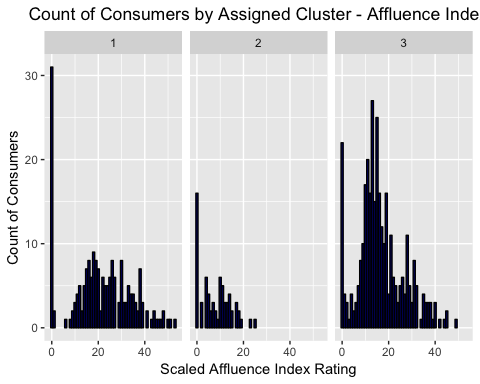 Count of Consumers by Assigned Cluster - Affluence Inde
1 2 3
30
20
10
0
0 20 40 0 20 40 0 20 40
Count of Consumers
Scaled Affluence Index Rating